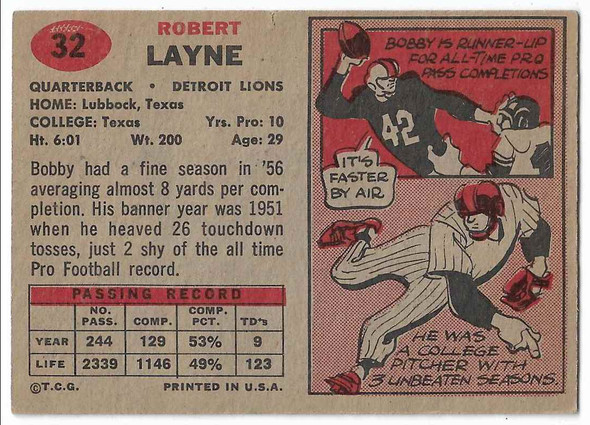 32
ROBERT
LAYNE
QUARTERBACK • DETROIT LIONS
HOME: Lubbock, Texas
COLLEGE: Texas Yrs. Pro: 10
Ht. 6:01 Wt. 200 Age: 29
Bobby had a fine season in '56
averaging almost 8 yards per com-
pletion. His banner year was 1951
when he heaved 26 touchdown
tosses, just 2 shy of the all time
Pro Football record.
PASSING RECORD
NO. PASS. COMP. COMP. PCT. TD's
YEAR 244 129 53% 9
LIFE 2339 1146 49% 123
©T.C.G. PRINTED IN U.S.A.
BOBBY IS RUNNER-UP
FOR ALL-TIME PRO
PASS COMPLETIONS
42
IT'S
FASTER
BY AIR
HE WAS
A COLLEGE
PITCHER WITH
3 UNBEATEN SEASONS.